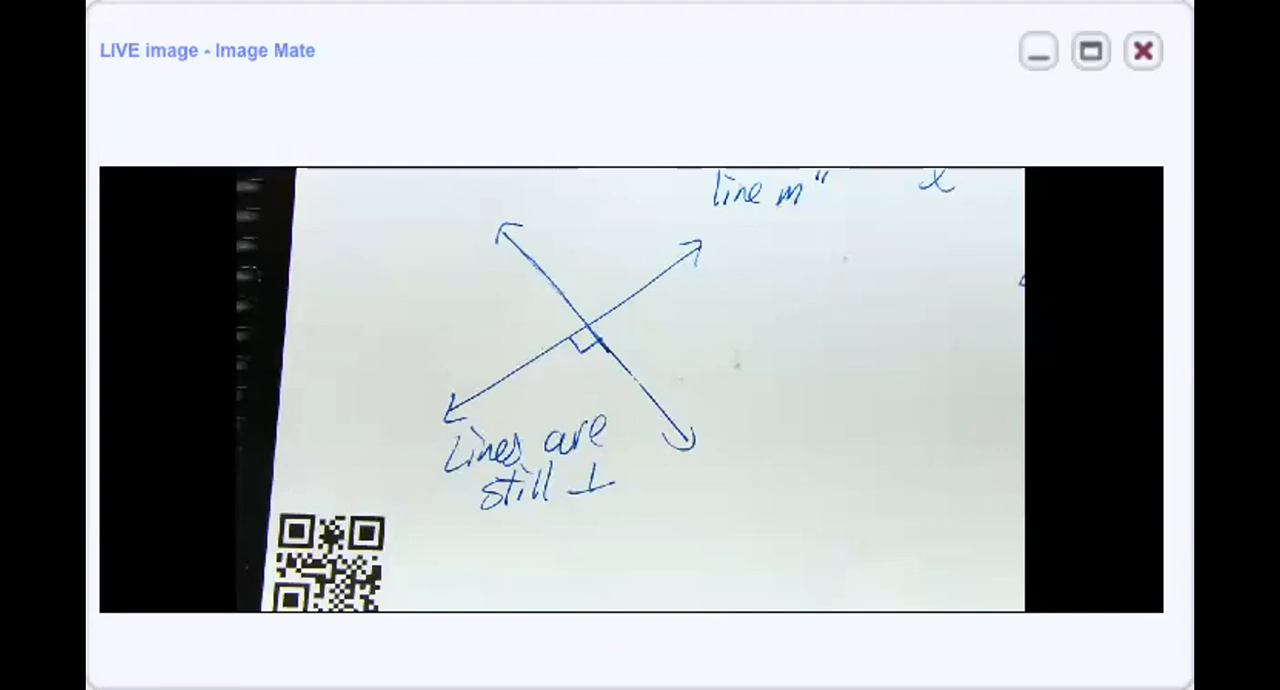 LIVE image - Image Mate
line m"
x
Lines are
still ⊥